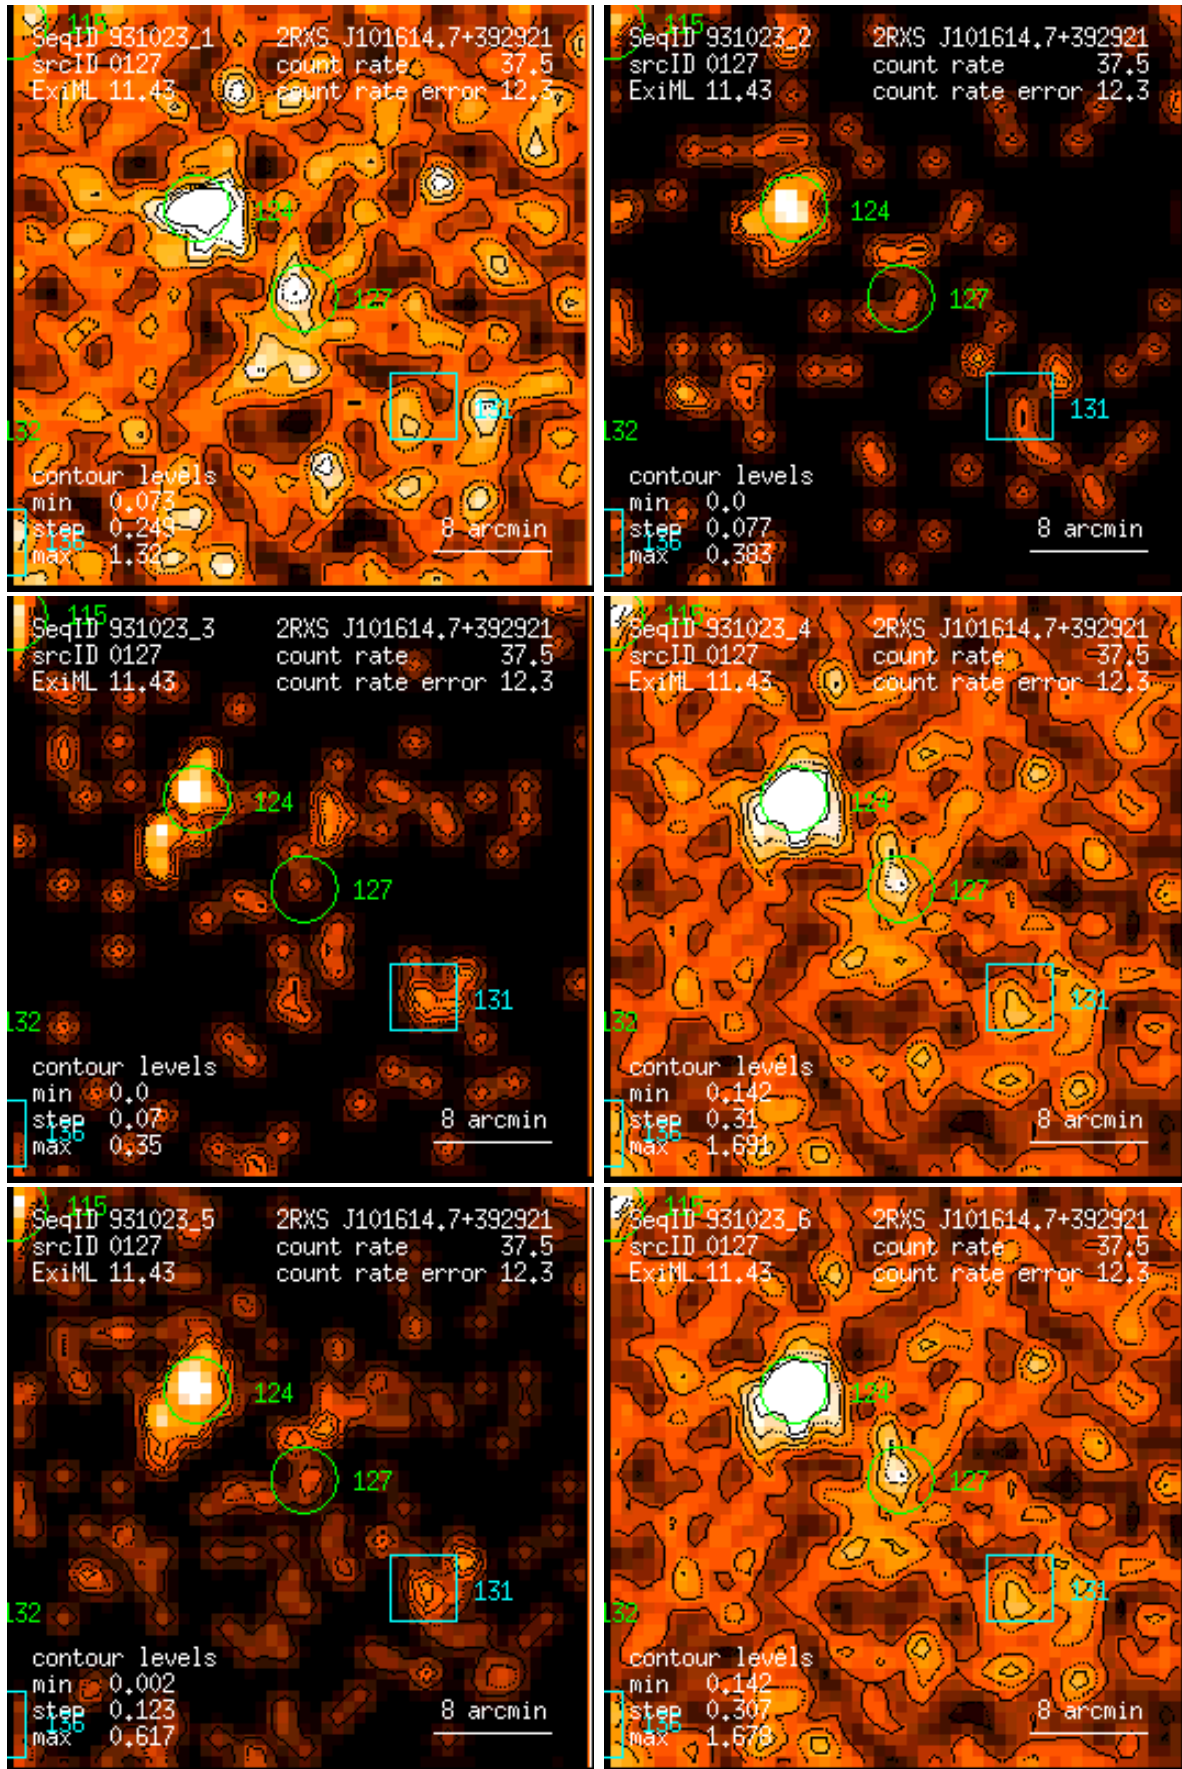 115
SeqID 931023_1 2RXS J101614.7+392921
srcID 0127 count rate 37.5
ExiML 11.43 count rate error 12.3
124
127
131
132
contour levels
min 0.073
step 0.249
136
max 1.32
8 arcmin
115
SeqID 931023_2 2RXS J101614.7+392921
srcID 0127 count rate 37.5
ExiML 11.43 count rate error 12.3
124
127
131
132
contour levels
min 0.0
step 0.077
136
max 0.383
8 arcmin
115
SeqID 931023_3 2RXS J101614.7+392921
srcID 0127 count rate 37.5
ExiML 11.43 count rate error 12.3
124
127
131
132
contour levels
min 0.0
step 0.07
136
max 0.35
8 arcmin
115
SeqID 931023_4 2RXS J101614.7+392921
srcID 0127 count rate 37.5
ExiML 11.43 count rate error 12.3
124
127
131
132
contour levels
min 0.142
step 0.31
136
max 1.691
8 arcmin
115
SeqID 931023_5 2RXS J101614.7+392921
srcID 0127 count rate 37.5
ExiML 11.43 count rate error 12.3
124
127
131
132
contour levels
min 0.002
step 0.123
136
max 0.617
8 arcmin
115
SeqID 931023_6 2RXS J101614.7+392921
srcID 0127 count rate 37.5
ExiML 11.43 count rate error 12.3
124
127
131
132
contour levels
min 0.142
step 0.307
136
max 1.678
8 arcmin